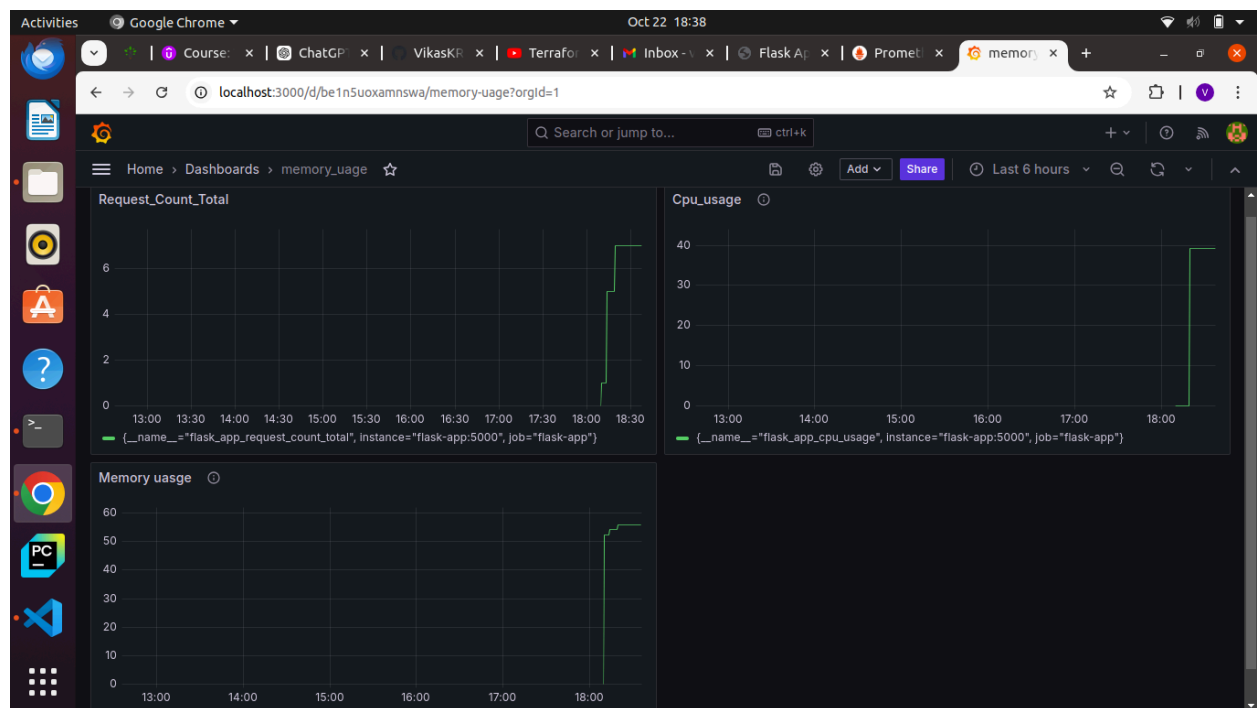 Activities Google Chrome Oct 22 18:38
Course: ChatGP VikasKR Terrafor Inbox - Flask Ap Promet memory
localhost:3000/d/be1n5uoxamnswa/memory-uage?orgId=1 V
Search or jump to... ctrl+k
Home › Dashboards › memory_uage Add Share Last 6 hours
Request_Count_Total
6
4
2
0
13:00 13:30 14:00 14:30 15:00 15:30 16:00 16:30 17:00 17:30 18:00 18:30
{__name__="flask_app_request_count_total", instance="flask-app:5000", job="flask-app"}
Cpu_usage
40
30
20
10
0
13:00 14:00 15:00 16:00 17:00 18:00
{__name__="flask_app_cpu_usage", instance="flask-app:5000", job="flask-app"}
Memory uasge
60
50
40
30
20
10
0
13:00 14:00 15:00 16:00 17:00 18:00
PC